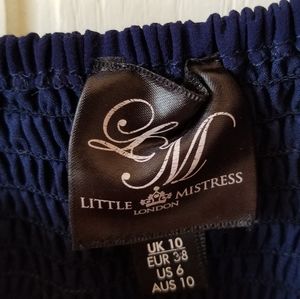 LM
LITTLE MISTRESS
LONDON
UK 10
EUR 38
US 6
AUS 10